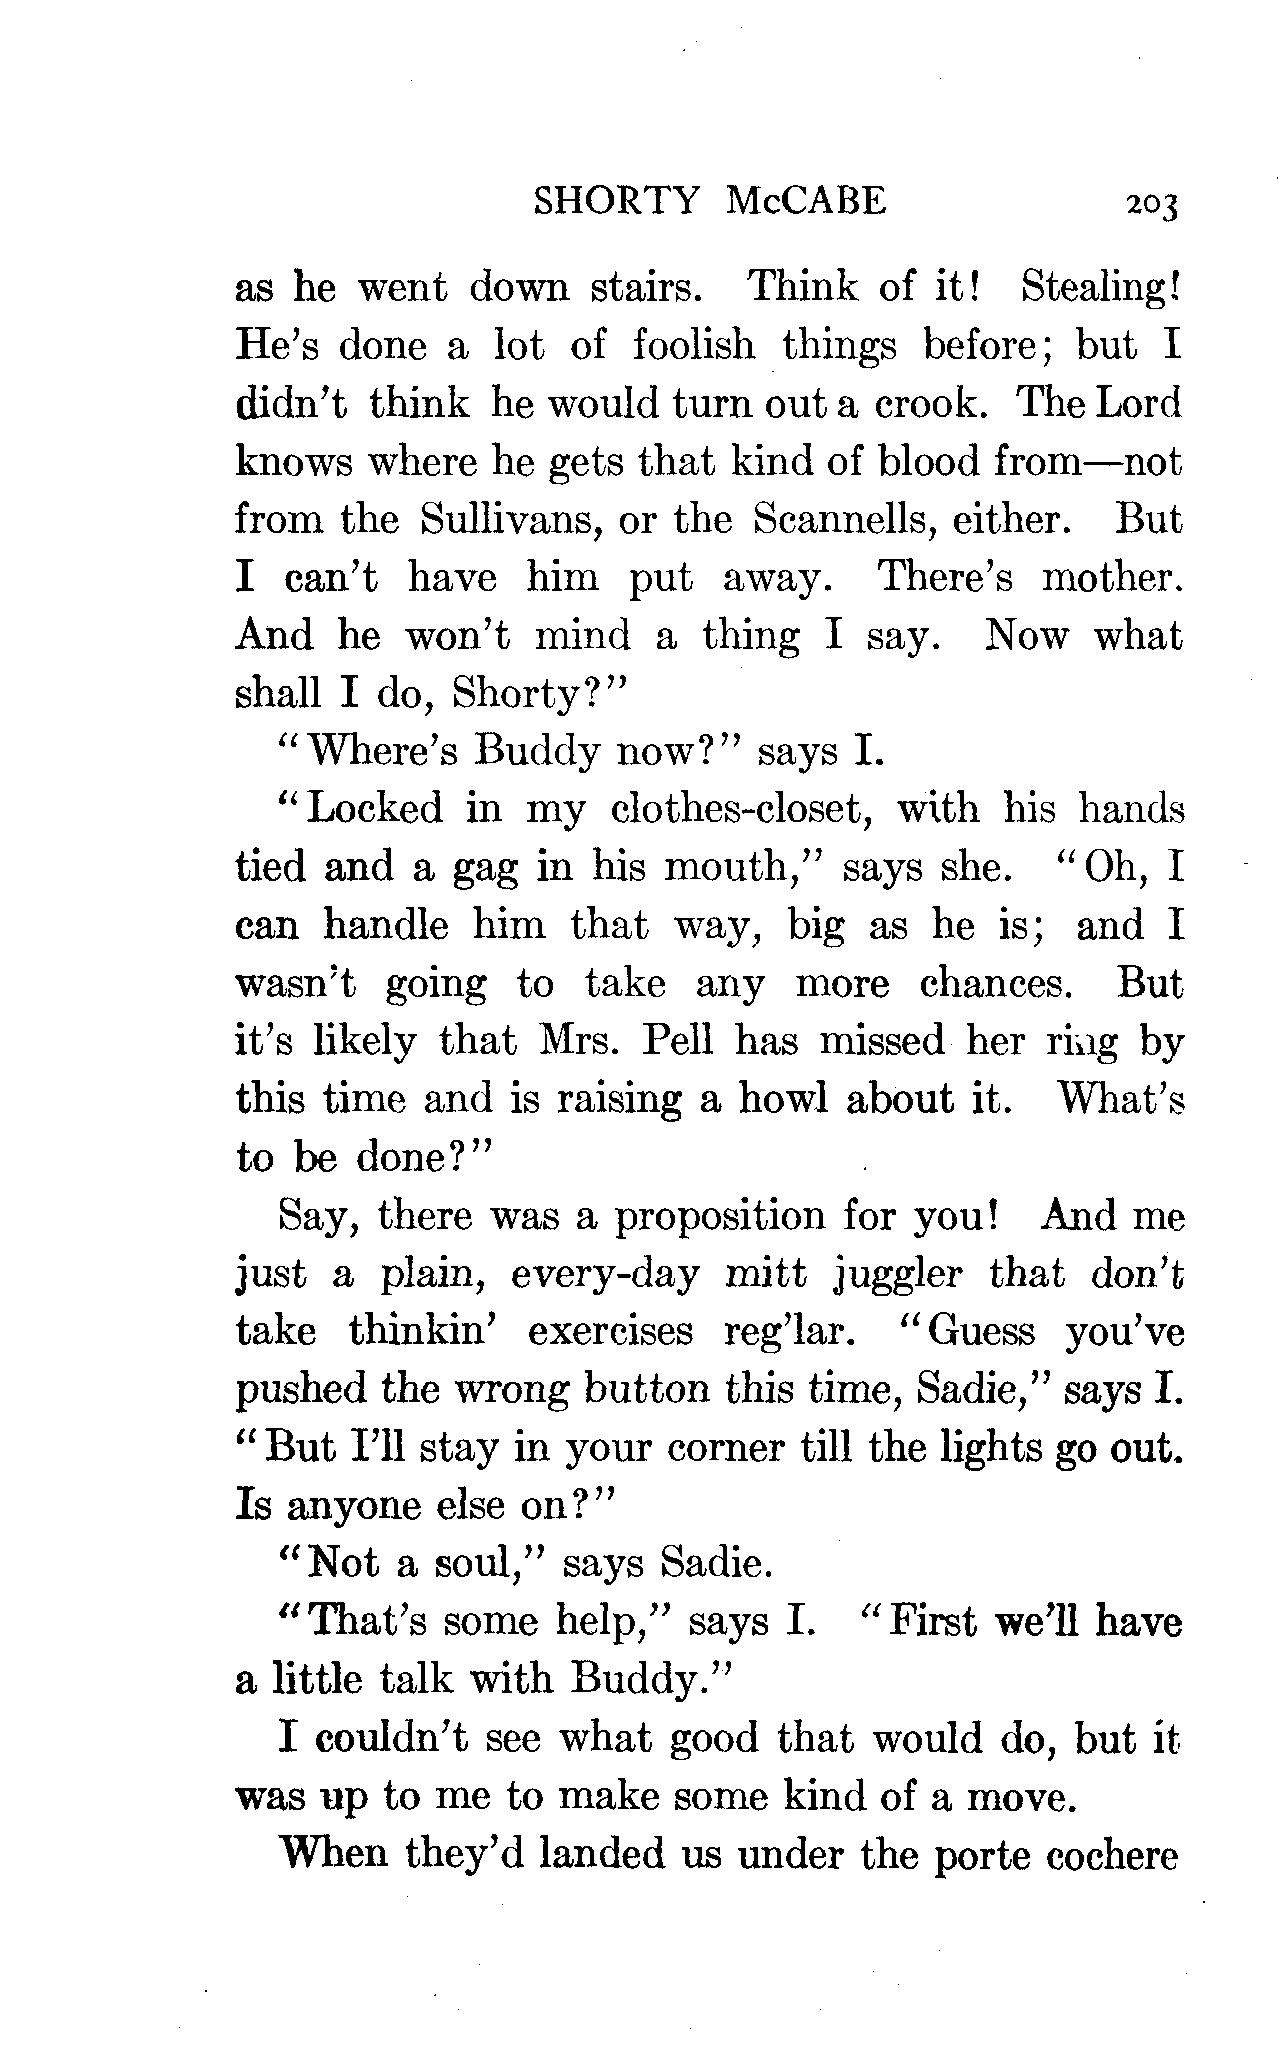 SHORTY McCABE 203
as he went down stairs. Think of it! Stealing!
He's done a lot of foolish things before; but I
didn't think he would turn out a crook. The Lord
knows where he gets that kind of blood from—not
from the Sullivans, or the Scannells, either. But
I can't have him put away. There's mother.
And he won't mind a thing I say. Now what
shall I do, Shorty?"
"Where's Buddy now?" says I.
"Locked in my clothes-closet, with his hands
tied and a gag in his mouth," says she. "Oh, I
can handle him that way, big as he is; and I
wasn't going to take any more chances. But
it's likely that Mrs. Pell has missed her ring by
this time and is raising a howl about it. What's
to be done?"
Say, there was a proposition for you! And me
just a plain, every-day mitt juggler that don't
take thinkin' exercises reg'lar. "Guess you've
pushed the wrong button this time, Sadie," says I.
"But I'll stay in your corner till the lights go out.
Is anyone else on?"
"Not a soul," says Sadie.
"That's some help," says I. "First we'll have
a little talk with Buddy."
I couldn't see what good that would do, but it
was up to me to make some kind of a move.
When they'd landed us under the porte cochere